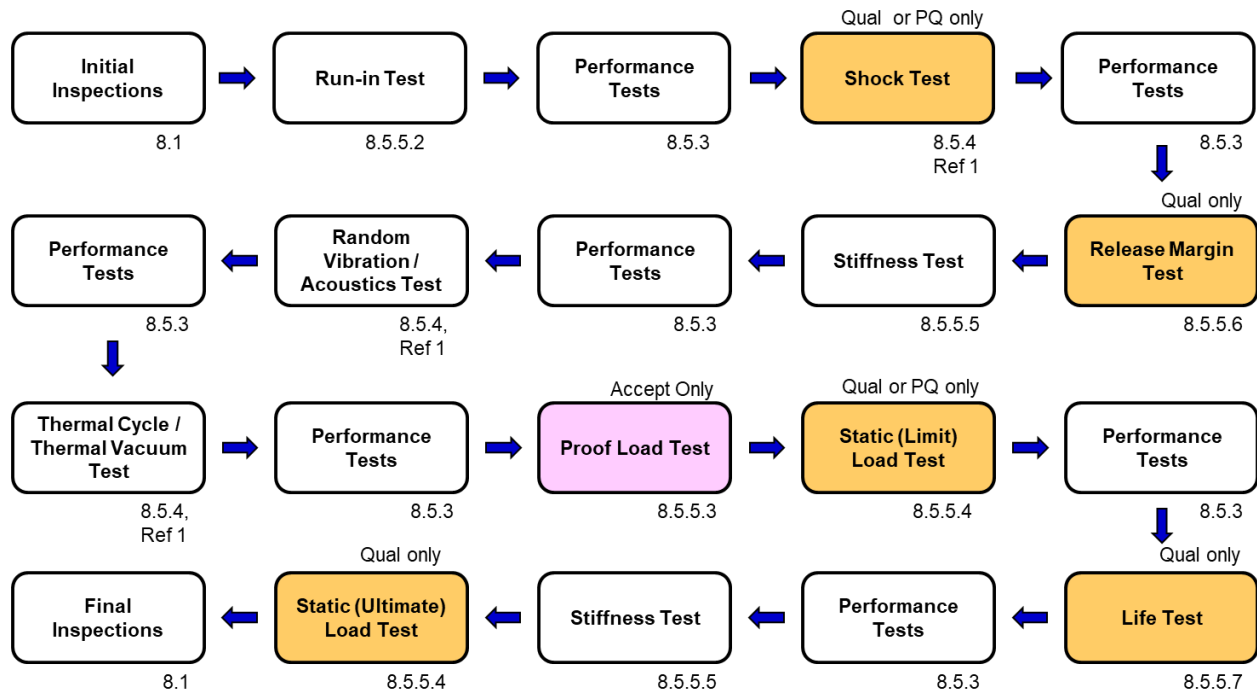 Qual  or PQ only
Initial
Inspections
8.1
Run-in Test
8.5.5.2
Performance
Tests
8.5.3
Shock Test
8.5.4
Ref 1
Performance
Tests
8.5.3
Qual only
Release Margin
Test
8.5.5.6
Stiffness Test
8.5.5.5
Performance
Tests
8.5.3
Random
Vibration /
Acoustics Test
8.5.4,
Ref 1
Performance
Tests
8.5.3
Thermal Cycle /
Thermal Vacuum
Test
8.5.4,
Ref 1
Performance
Tests
8.5.3
Accept Only
Proof Load Test
8.5.5.3
Qual or PQ only
Static (Limit)
Load Test
8.5.5.4
Performance
Tests
8.5.3
Qual only
Life Test
8.5.5.7
Performance
Tests
8.5.3
Stiffness Test
8.5.5.5
Qual only
Static (Ultimate)
Load Test
8.5.5.4
Final
Inspections
8.1